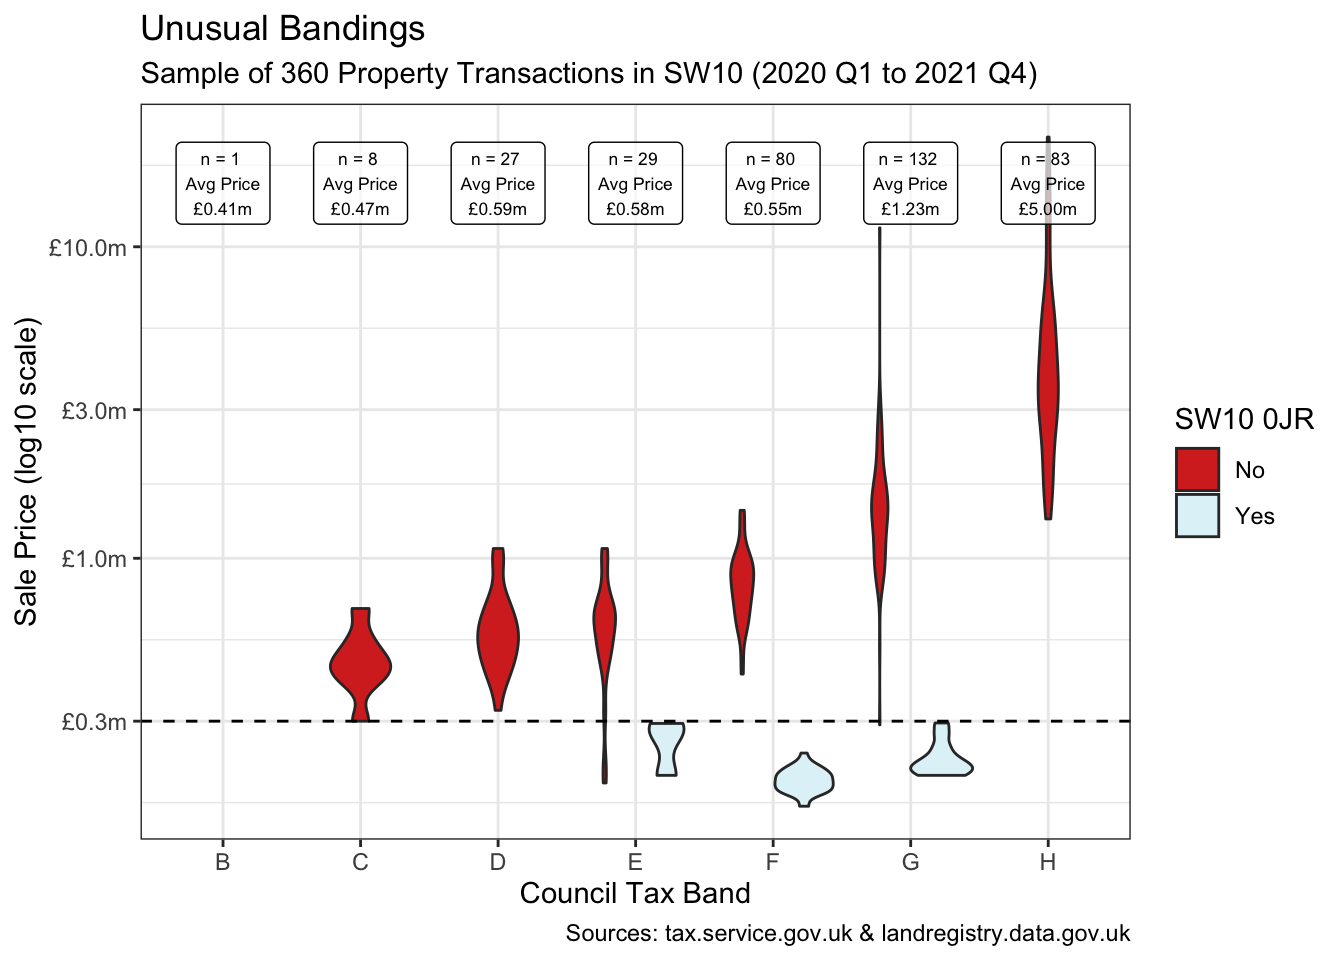 Unusual Bandings
Sample of 360 Property Transactions in SW10 (2020 Q1 to 2021 Q4)
n = 1
Avg Price
£0.41m
n = 8
Avg Price
£0.47m
n = 27
Avg Price
£0.59m
n = 29
Avg Price
£0.58m
n = 80
Avg Price
£0.55m
n = 132
Avg Price
£1.23m
n = 83
Avg Price
£5.00m
Sale Price (log10 scale)
£10.0m
£3.0m
£1.0m
£0.3m
SW10 0JR
No
Yes
B C D E F G H
Council Tax Band
Sources: tax.service.gov.uk & landregistry.data.gov.uk